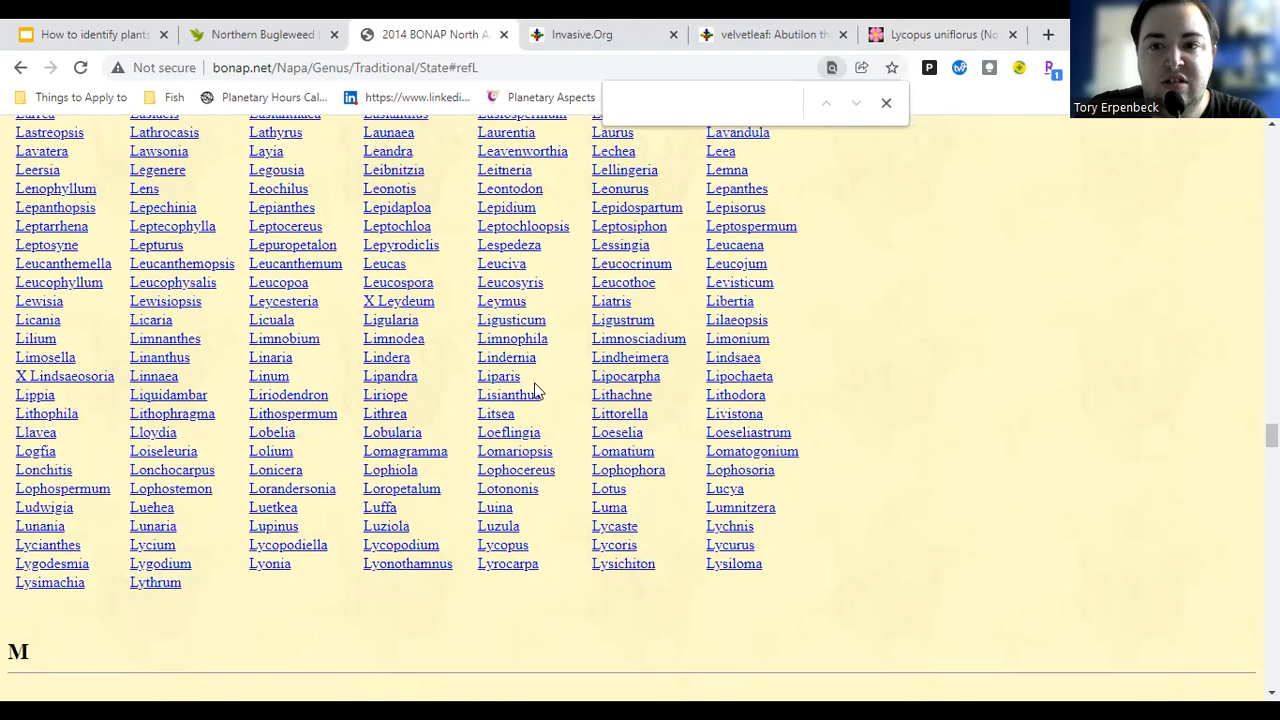 How to identify plants
Northern Bugleweed (
2014 BONAP North A
Invasive.Org
velvetleaf: Abutilon th
Lycopus uniflorus (No
Not secure
bonap.net/Napa/Genus/Traditional/State#refL
1
Things to Apply to
Fish
Planetary Hours Cal...
https://www.linkedi...
Planetary Aspects
Tory Erpenbeck
Lastreopsis Lathrocasis Lathyrus Launaea Laurentia Laurus Lavandula
Lavatera Lawsonia Layia Leandra Leavenworthia Lechea Leea
Leersia Legenere Legousia Leibnitzia Leitneria Lellingeria Lemna
Lenophyllum Lens Leochilus Leonotis Leontodon Leonurus Lepanthes
Lepanthopsis Lepechinia Lepianthes Lepidaploa Lepidium Lepidospartum Lepisorus
Leptarrhena Leptecophylla Leptocereus Leptochloa Leptochloopsis Leptosiphon Leptospermum
Leptosyne Lepturus Lepuropetalon Lepyrodiclis Lespedeza Lessingia Leucaena
Leucanthemella Leucanthemopsis Leucanthemum Leucas Leuciva Leucocrinum Leucojum
Leucophyllum Leucophysalis Leucopoa Leucospora Leucosyris Leucothoe Levisticum
Lewisia Lewisiopsis Leycesteria X Leydeum Leymus Liatris Libertia
Licania Licaria Licuala Ligularia Ligusticum Ligustrum Lilaeopsis
Lilium Limnanthes Limnobium Limnodea Limnophila Limnosciadium Limonium
Limosella Linanthus Linaria Lindera Lindernia Lindheimera Lindsaea
X Lindsaeosoria Linnaea Linum Lipandra Liparis Lipocarpha Lipochaeta
Lippia Liquidambar Liriodendron Liriope Lisianthus Lithachne Lithodora
Lithophila Lithophragma Lithospermum Lithrea Litsea Littorella Livistona
Llavea Lloydia Lobelia Lobularia Loeflingia Loeselia Loeseliastrum
Logfia Loiseleuria Lolium Lomagramma Lomariopsis Lomatium Lomatogonium
Lonchitis Lonchocarpus Lonicera Lophiola Lophocereus Lophophora Lophosoria
Lophospermum Lophostemon Lorandersonia Loropetalum Lotononis Lotus Lucya
Ludwigia Luehea Luetkea Luffa Luina Luma Lumnitzera
Lunania Lunaria Lupinus Luziola Luzula Lycaste Lychnis
Lycianthes Lycium Lycopodiella Lycopodium Lycopus Lycoris Lycurus
Lygodesmia Lygodium Lyonia Lyonothamnus Lyrocarpa Lysichiton Lysiloma
Lysimachia Lythrum
M